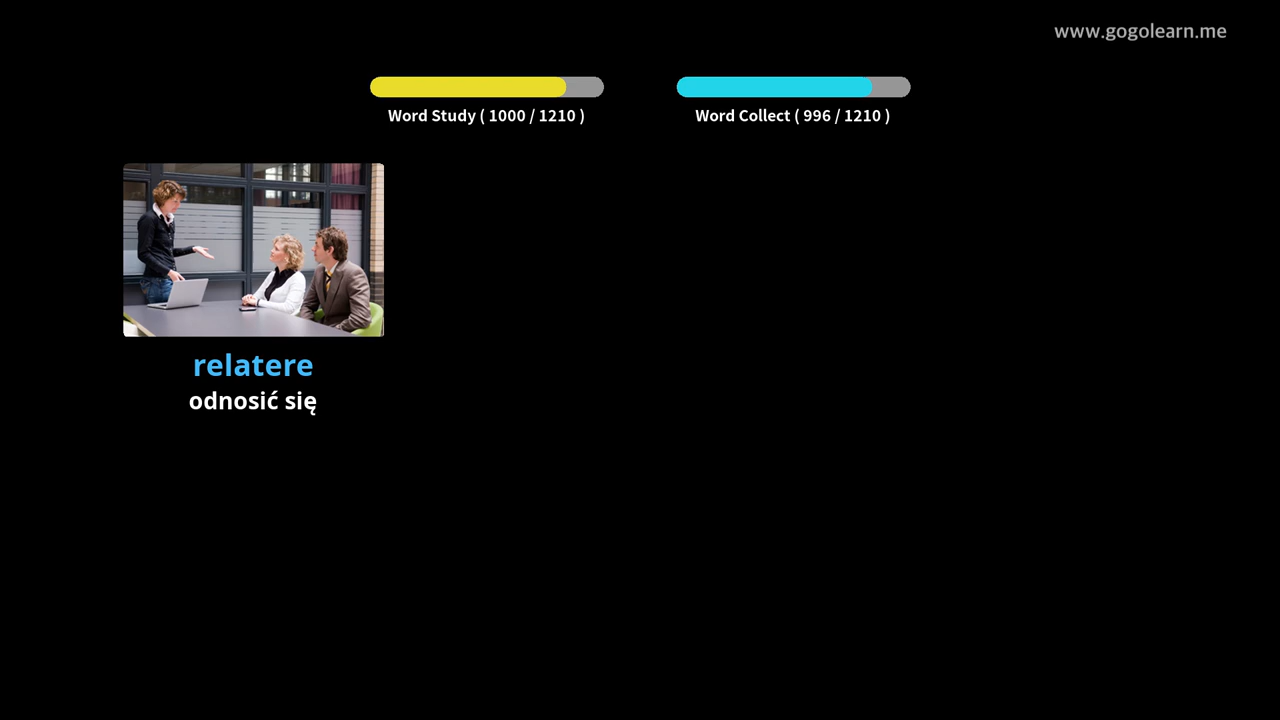 www.gogolearn.me
Word Study ( 1000 / 1210 )
Word Collect ( 996 / 1210 )
relatere
odnosić się